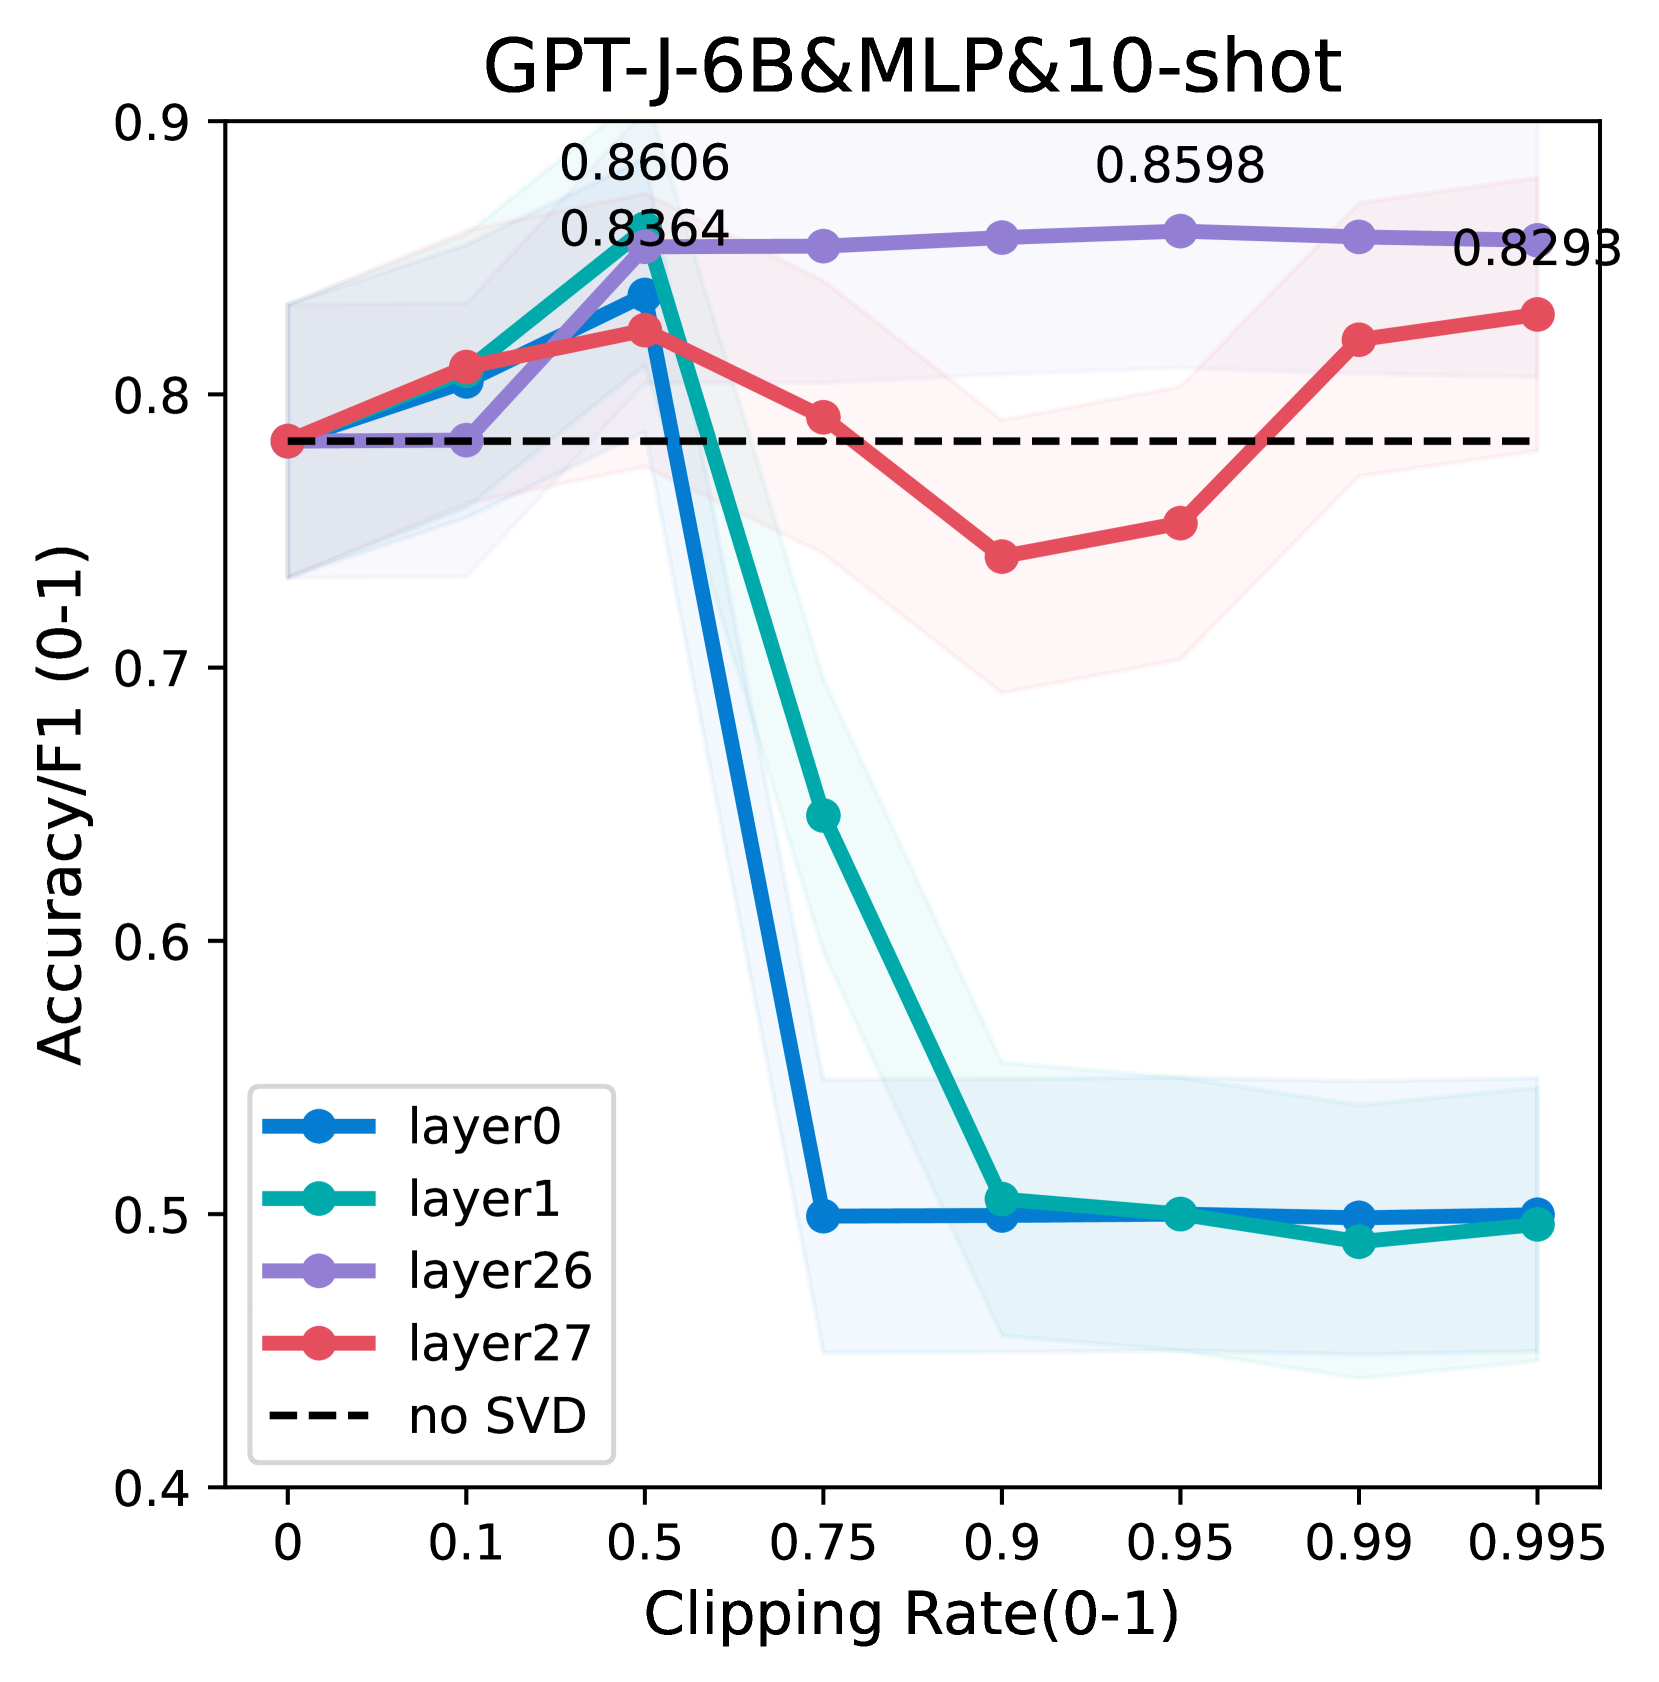 GPT-J-6B&MLP&10-shot
0.9
0.8
0.7
0.6
0.5
0.4
Accuracy/F1 (0-1)
0.8606
0.8364
0.8598
0.8293
layer0
layer1
layer26
layer27
no SVD
0 0.1 0.5 0.75 0.9 0.95 0.99 0.995
Clipping Rate(0-1)